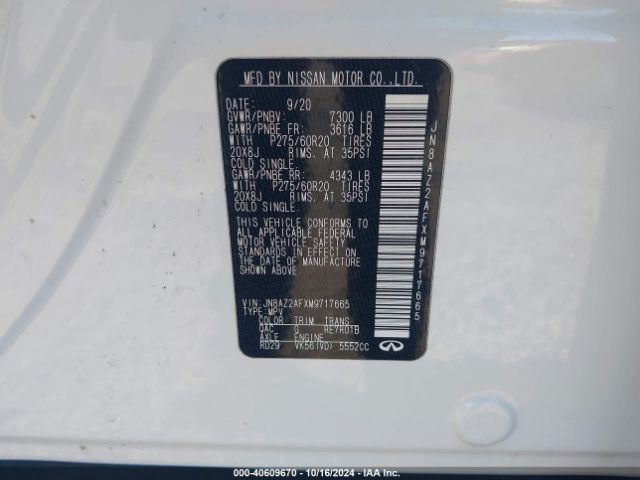 MFD BY NISSAN MOTOR CO.,LTD.
DATE: 9/20
GVWR/PNBV: 7300 LB
GAWR/PNBE FR: 3616 LB
WITH P275/60R20 TIRES
20X8J RIMS. AT 35PSI
COLD SINGLE.
GAWR/PNBE RR: 4343 LB
WITH P275/60R20 TIRES
20X8J RIMS. AT 35PSI
COLD SINGLE.
THIS VEHICLE CONFORMS TO
ALL APPLICABLE FEDERAL
MOTOR VEHICLE SAFETY
STANDARDS IN EFFECT ON
THE DATE OF MANUFACTURE
SHOWN ABOVE.
VIN: JN8AZ2AFXM9717665
TYPE: MPV
COLOR TRIM TRANS
QAC G RE7R01B
AXLE ENGINE
RD29 VK56(VD) 5552CC
JN8AZ2AFXM9717665
000-40609670 - 10/16/2024 - Copyright IAA, LLC.